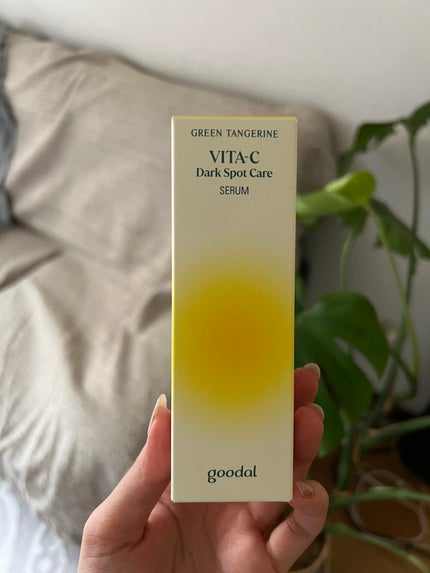 GREEN TANGERINE
VITA-C
Dark Spot Care
SERUM
goodal